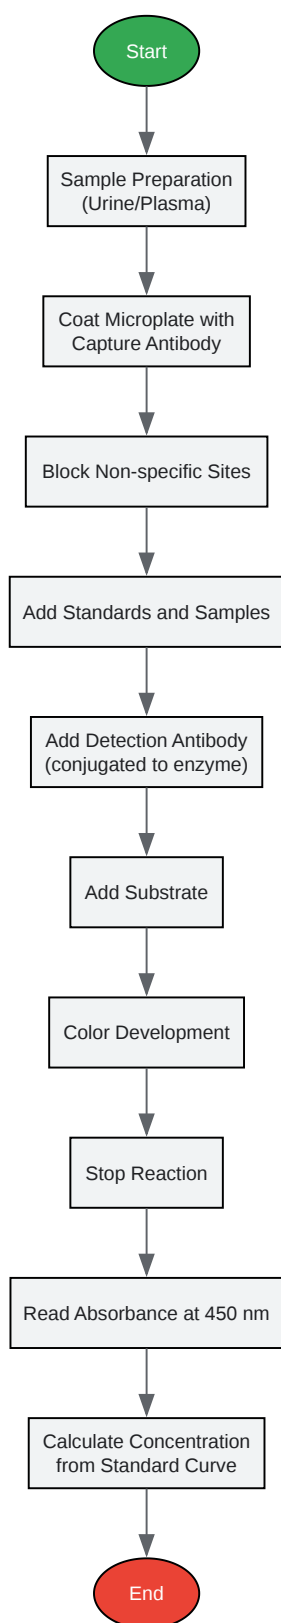 Start
Sample Preparation
(Urine/Plasma)
Coat Microplate with
Capture Antibody
Block Non-specific Sites
Add Standards and Samples
Add Detection Antibody
(conjugated to enzyme)
Add Substrate
Color Development
Stop Reaction
Read Absorbance at 450 nm
Calculate Concentration
from Standard Curve
End